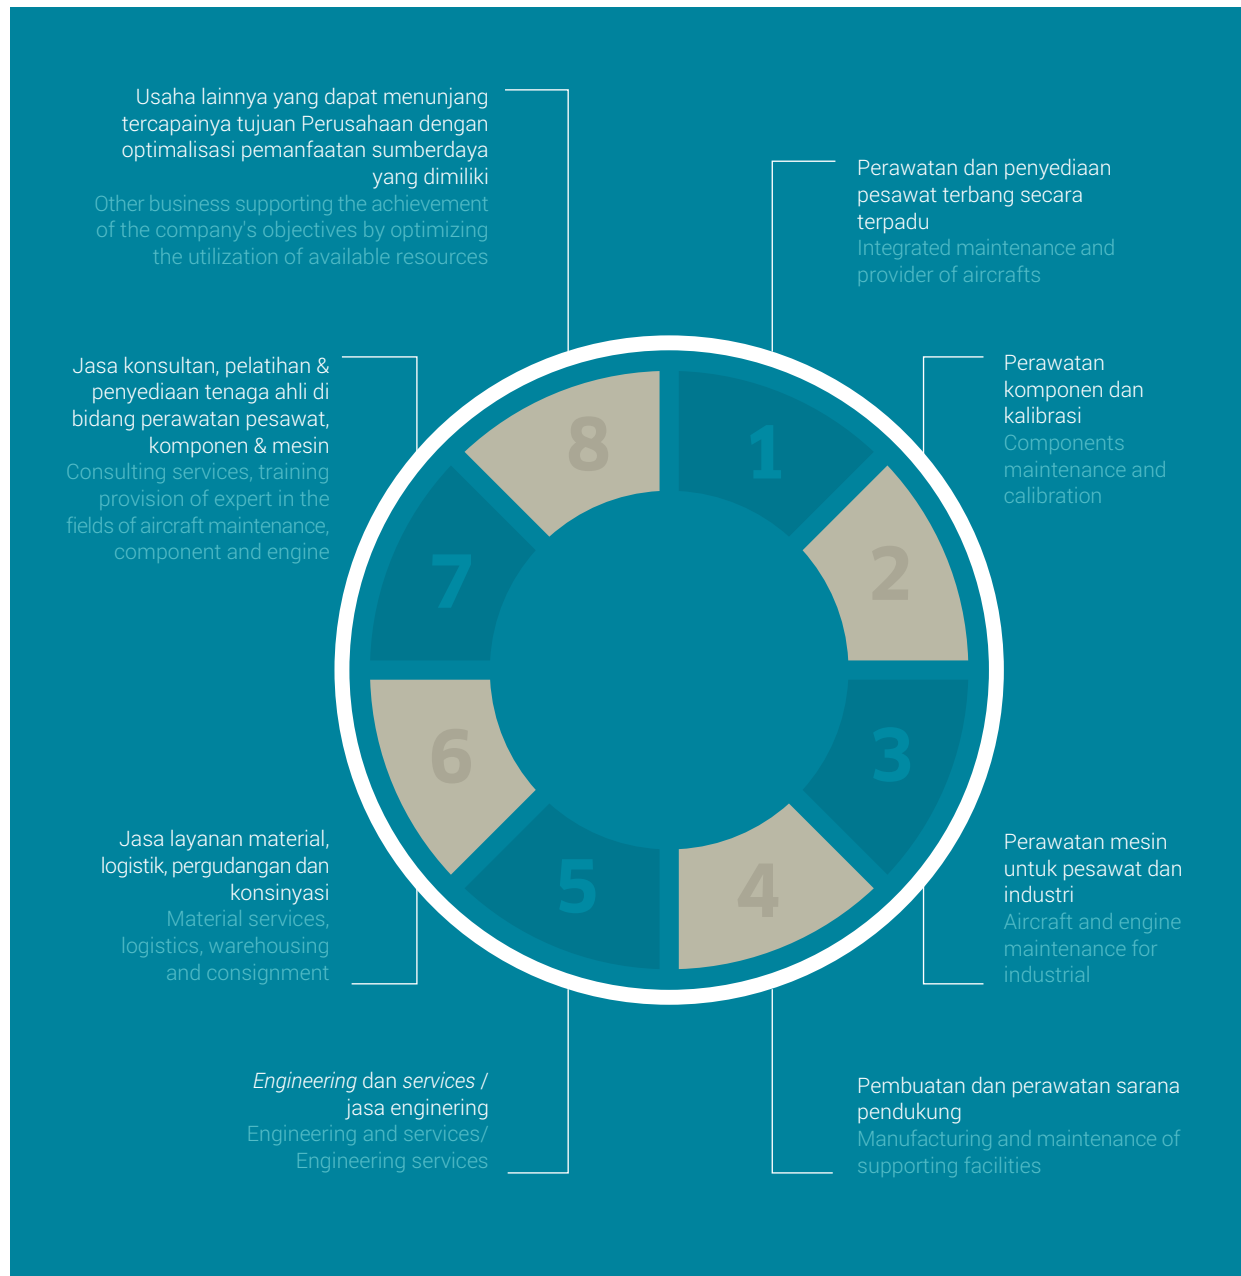 Usaha lainnya yang dapat menunjang
tercapainya tujuan Perusahaan dengan
optimalisasi pemanfaatan sumberdaya
yang dimiliki
Other business supporting the achievement
of the company's objectives by optimizing
the utilization of available resources
Perawatan dan penyediaan
pesawat terbang secara
terpadu
Integrated maintenance and
provider of aircrafts
Jasa konsultan, pelatihan &
penyediaan tenaga ahli di
bidang perawatan pesawat,
komponen & mesin
Consulting services, training
provision of expert in the
fields of aircraft maintenance,
component and engine
Perawatan
komponen dan
kalibrasi
Components
maintenance and
calibration
8
1
7
2
6
3
5
4
Jasa layanan material,
logistik, pergudangan dan
konsinyasi
Material services,
logistics, warehousing
and consignment
Perawatan mesin
untuk pesawat dan
industri
Aircraft and engine
maintenance for
industrial
Engineering dan services /
jasa enginering
Engineering and services/
Engineering services
Pembuatan dan perawatan sarana
pendukung
Manufacturing and maintenance of
supporting facilities